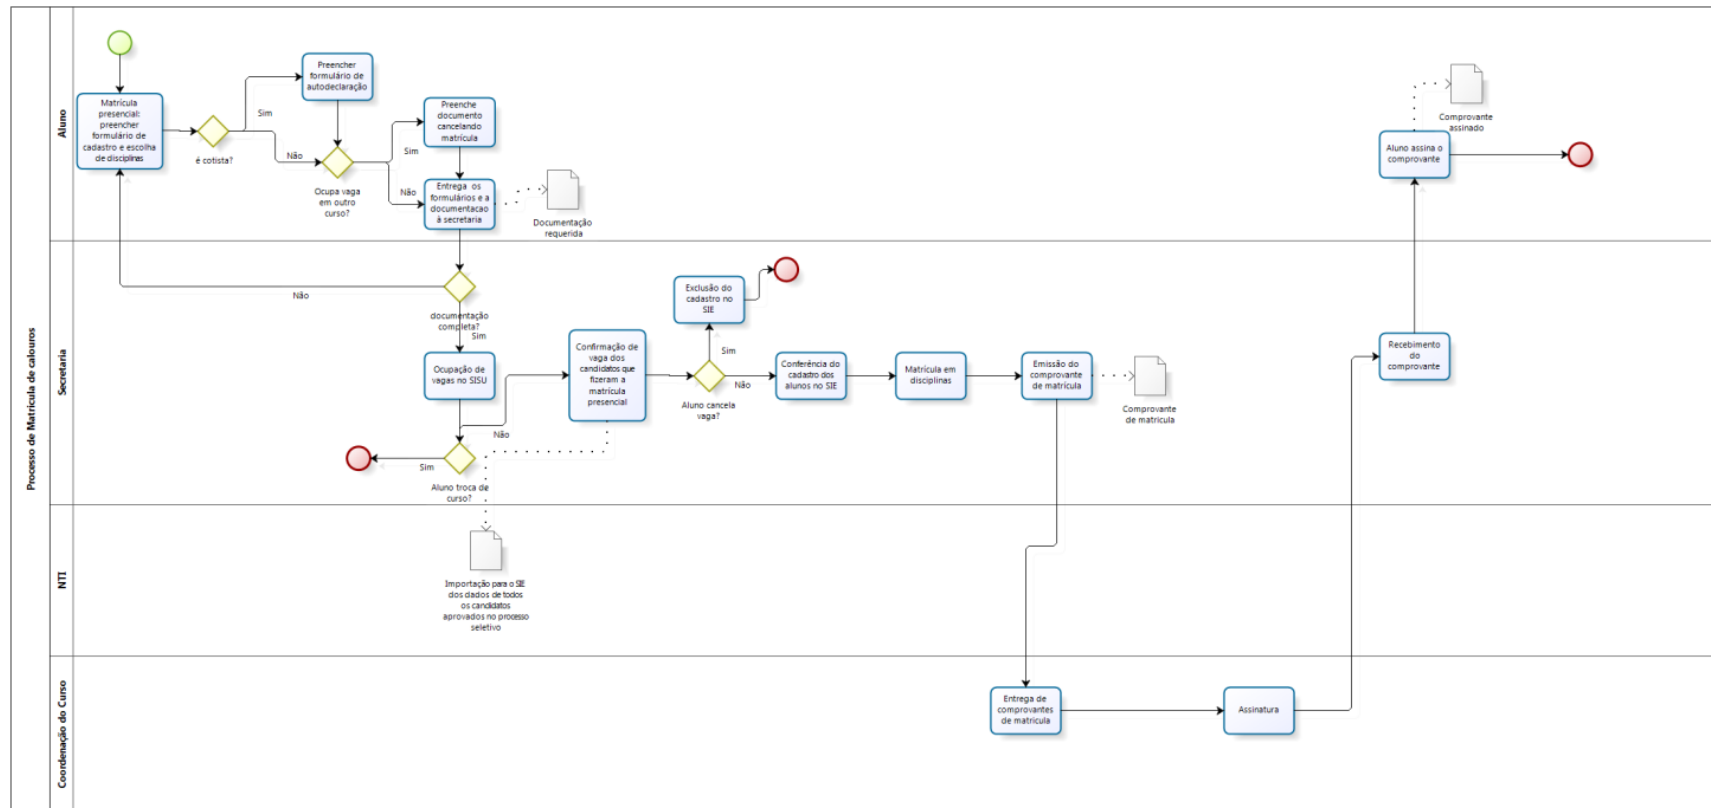 Processo de Matrícula de calouros
Aluno
Matrícula
presencial:
preencher
formulário de
cadastro e escolha
de disciplinas
é cotista?
Sim
Não
Preencher
formulário de
autodeclaração
Ocupa vaga
em outro
curso?
Sim
Não
Preenche
documento
cancelando
matrícula
Entrega os
formulários e a
documentacao
à secretaria
Documentação
requerida
Aluno assina o
comprovante
Comprovante
assinado
Secretaria
documentação
completa?
Não
Sim
Ocupação de
vagas no SISU
Aluno troca de
curso?
Sim
Não
Confirmação de
vaga dos
candidatos que
fizeram a
matrícula
presencial
Aluno cancela
vaga?
Sim
Não
Exclusão do
cadastro no
SIE
Conferência do
cadastro dos
alunos no SIE
Matrícula em
disciplinas
Emissão do
comprovante
de matrícula
Comprovante
de matricula
Recebimento
do
comprovante
NTI
Importação para o SIE
dos dados de todos
os candidatos
aprovados no processo
seletivo
Coordenação do Curso
Entrega de
comprovantes
de matricula
Assinatura